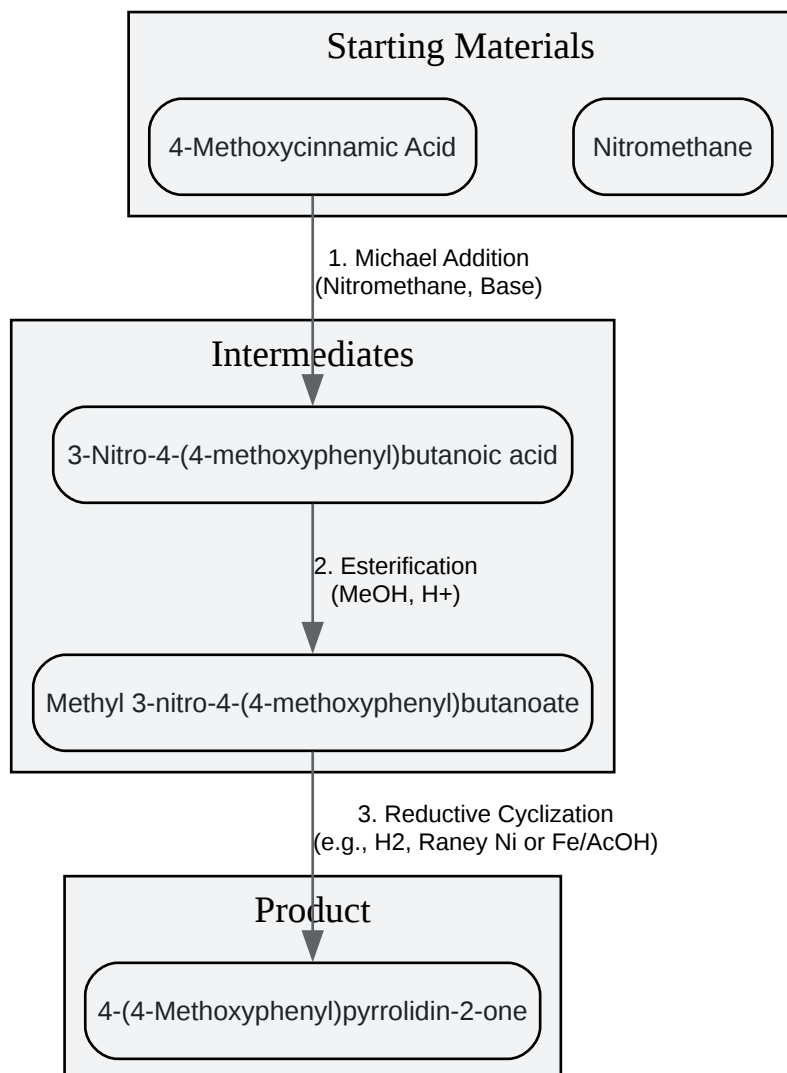 Starting Materials
4-Methoxycinnamic Acid
Nitromethane
1. Michael Addition
(Nitromethane, Base)
Intermediates
3-Nitro-4-(4-methoxyphenyl)butanoic acid
2. Esterification
(MeOH, H+)
Methyl 3-nitro-4-(4-methoxyphenyl)butanoate
3. Reductive Cyclization
(e.g., H2, Raney Ni or Fe/AcOH)
Product
4-(4-Methoxyphenyl)pyrrolidin-2-one